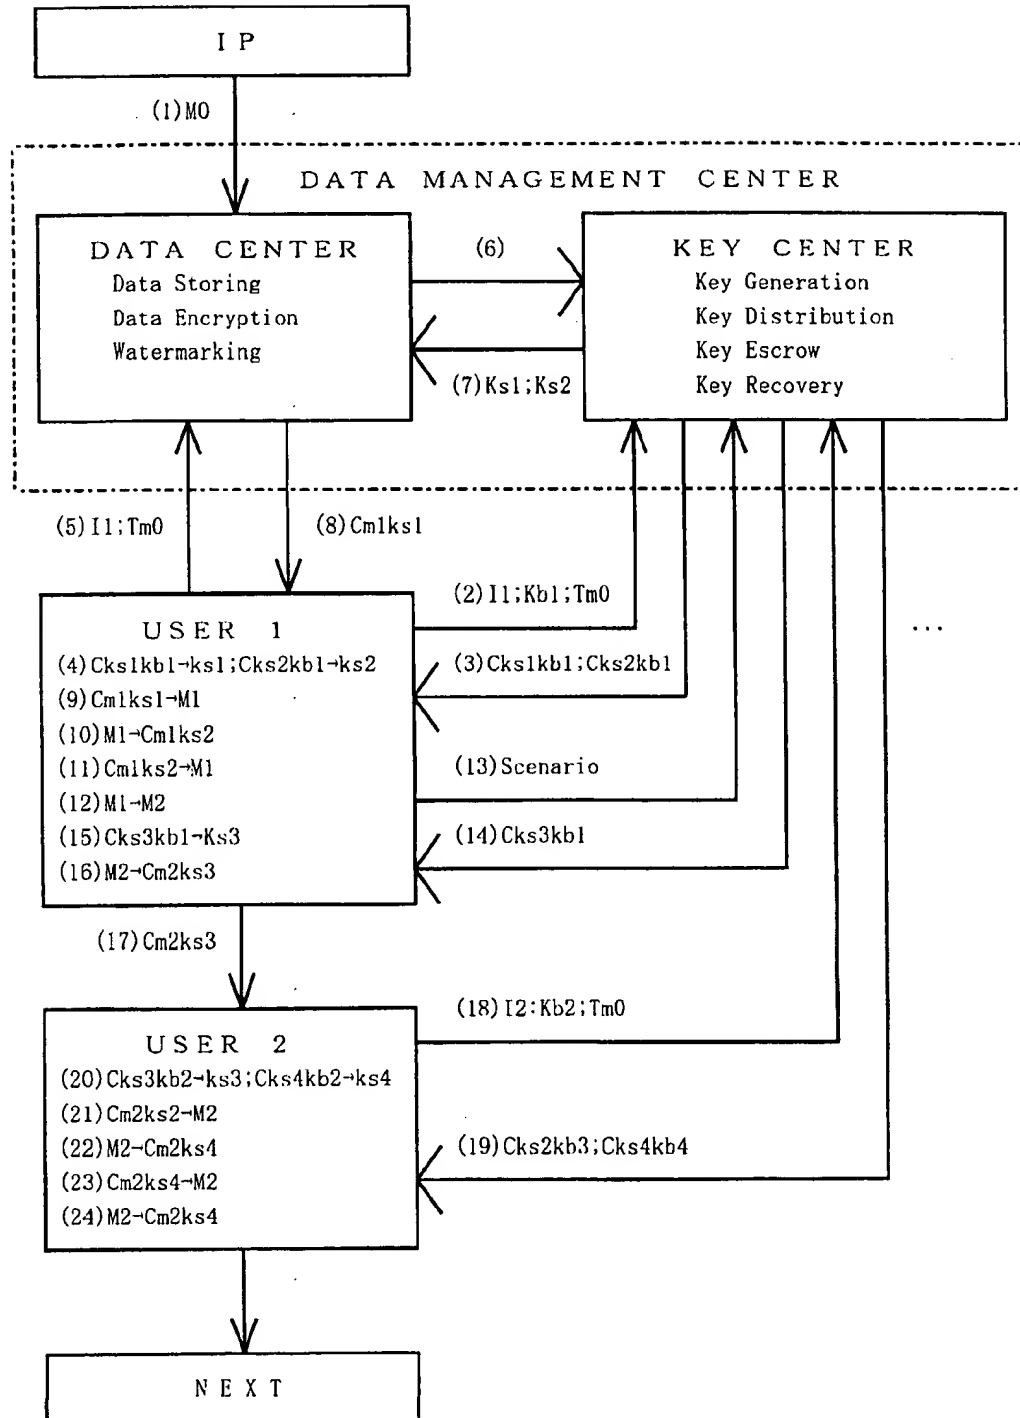 I P
(1)M0
DATA MANAGEMENT CENTER
DATA CENTER
Data Storing
Data Encryption
Watermarking
(6)
(7)Ks1;Ks2
KEY CENTER
Key Generation
Key Distribution
Key Escrow
Key Recovery
(5)I1;Tm0
(8)Cm1ks1
(2)I1;Kb1;Tm0
(3)Cks1kb1;Cks2kb1
(13)Scenario
(14)Cks3kb1
...
USER 1
(4)Cks1kb1→ks1;Cks2kb1→ks2
(9)Cm1ks1→M1
(10)M1→Cm1ks2
(11)Cm1ks2→M1
(12)M1→M2
(15)Cks3kb1→Ks3
(16)M2→Cm2ks3
(17)Cm2ks3
(18)I2:Kb2;Tm0
(19)Cks2kb3;Cks4kb4
USER 2
(20)Cks3kb2→ks3;Cks4kb2→ks4
(21)Cm2ks2→M2
(22)M2→Cm2ks4
(23)Cm2ks4→M2
(24)M2→Cm2ks4
NEXT